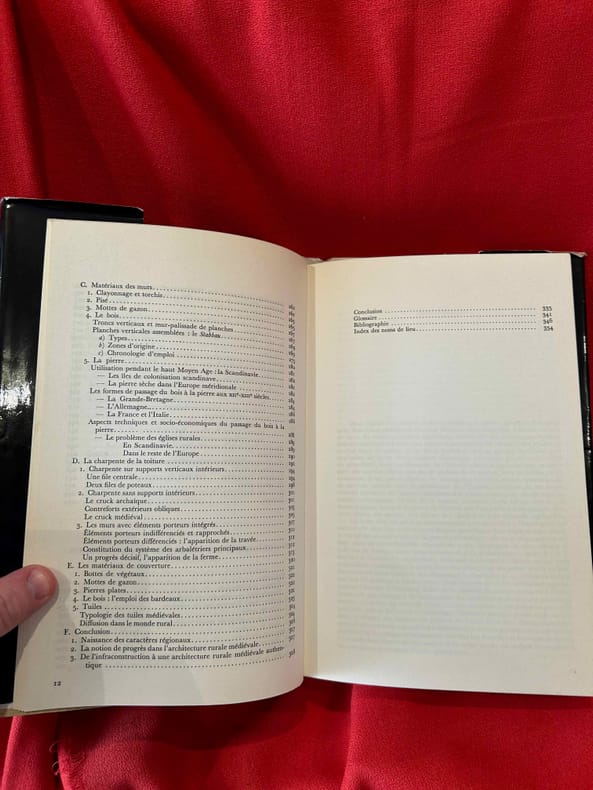 C. Matériaux des murs
1. Clayonnage et torchis
2. Pisé
3. Mottes de gazon
4. Le bois
Troncs verticaux et mur-palissade de planches
Planches verticales assemblées : le Stabbau
a) Types
b) Zones d'origine
c) Chronologie d'emploi
5. La pierre
Utilisation pendant le haut Moyen Age : la Scandinavie
— Les îles de colonisation scandinave
— La pierre sèche dans l'Europe méridionale
Les formes de passage du bois à la pierre aux XIIe-XIIIe siècles
— La Grande-Bretagne
— L'Allemagne
— La France et l'Italie
Aspects techniques et socio-économiques du passage du bois à la
pierre
— Le problème des églises rurales
En Scandinavie
Dans le reste de l'Europe
D. La charpente de la toiture
1. Charpente sur supports verticaux intérieurs
Une file centrale
Deux files de poteaux
2. Charpente sans supports intérieurs
Le cruck archaïque
Contreforts extérieurs obliques
Le cruck médiéval
3. Les murs avec éléments porteurs intégrés
Éléments porteurs indifférenciés et rapprochés
Éléments porteurs différenciés : l'apparition de la travée
Constitution du système des arbalétriers principaux
Un progrès décisif, l'apparition de la ferme
E. Les matériaux de couverture
1. Bottes de végétaux
2. Mottes de gazon
3. Pierres plates
4. Le bois : l'emploi des bardeaux
5. Tuiles
Typologie des tuiles médiévales
Diffusion dans le monde rural
F. Conclusion
1. Naissance des caractères régionaux
2. La notion de progrès dans l'architecture rurale médiévale
3. De l'infraconstruction à une architecture rurale médiévale authen-
tique
12
Conclusion 335
Glossaire 341
Bibliographie 346
Index des noms de lieu 354